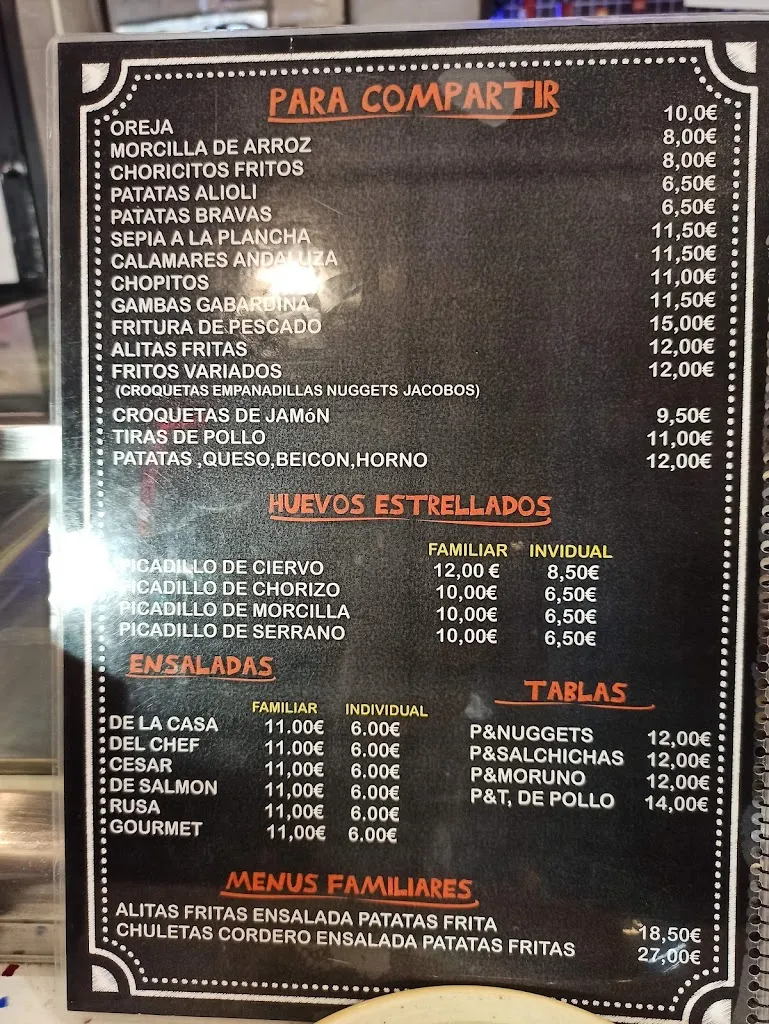 PARA COMPARTIR
OREJA 10,0€
MORCILLA DE ARROZ 8,00€
CHORICITOS FRITOS 8,00€
PATATAS ALIOLI 6,50€
PATATAS BRAVAS 6,50€
SEPIA A LA PLANCHA 11,50€
CALAMARES ANDALUZA 11,50€
CHOPITOS 11,00€
GAMBAS GABARDINA 11,50€
FRITURA DE PESCADO 15,00€
ALITAS FRITAS 12,00€
FRITOS VARIADOS 12,00€
(CROQUETAS EMPANADILLAS NUGGETS JACOBOS)
CROQUETAS DE JAMóN 9,50€
TIRAS DE POLLO 11,00€
PATATAS ,QUESO,BEICON,HORNO 12,00€
HUEVOS ESTRELLADOS
FAMILIAR INVIDUAL
PICADILLO DE CIERVO 12,00 € 8,50€
PICADILLO DE CHORIZO 10,00€ 6,50€
PICADILLO DE MORCILLA 10,00€ 6,50€
PICADILLO DE SERRANO 10,00€ 6,50€
ENSALADAS
FAMILIAR INDIVIDUAL
DE LA CASA 11.00€ 6.00€
DEL CHEF 11.00€ 6.00€
CESAR 11,00€ 6.00€
DE SALMON 11,00€ 6.00€
RUSA 11,00€ 6.00€
GOURMET 11,00€ 6.00€
TABLAS
P&NUGGETS 12,00€
P&SALCHICHAS 12,00€
P&MORUNO 12,00€
P&T, DE POLLO 14,00€
MENUS FAMILIARES
ALITAS FRITAS ENSALADA PATATAS FRITA 18,50€
CHULETAS CORDERO ENSALADA PATATAS FRITAS 27,00€